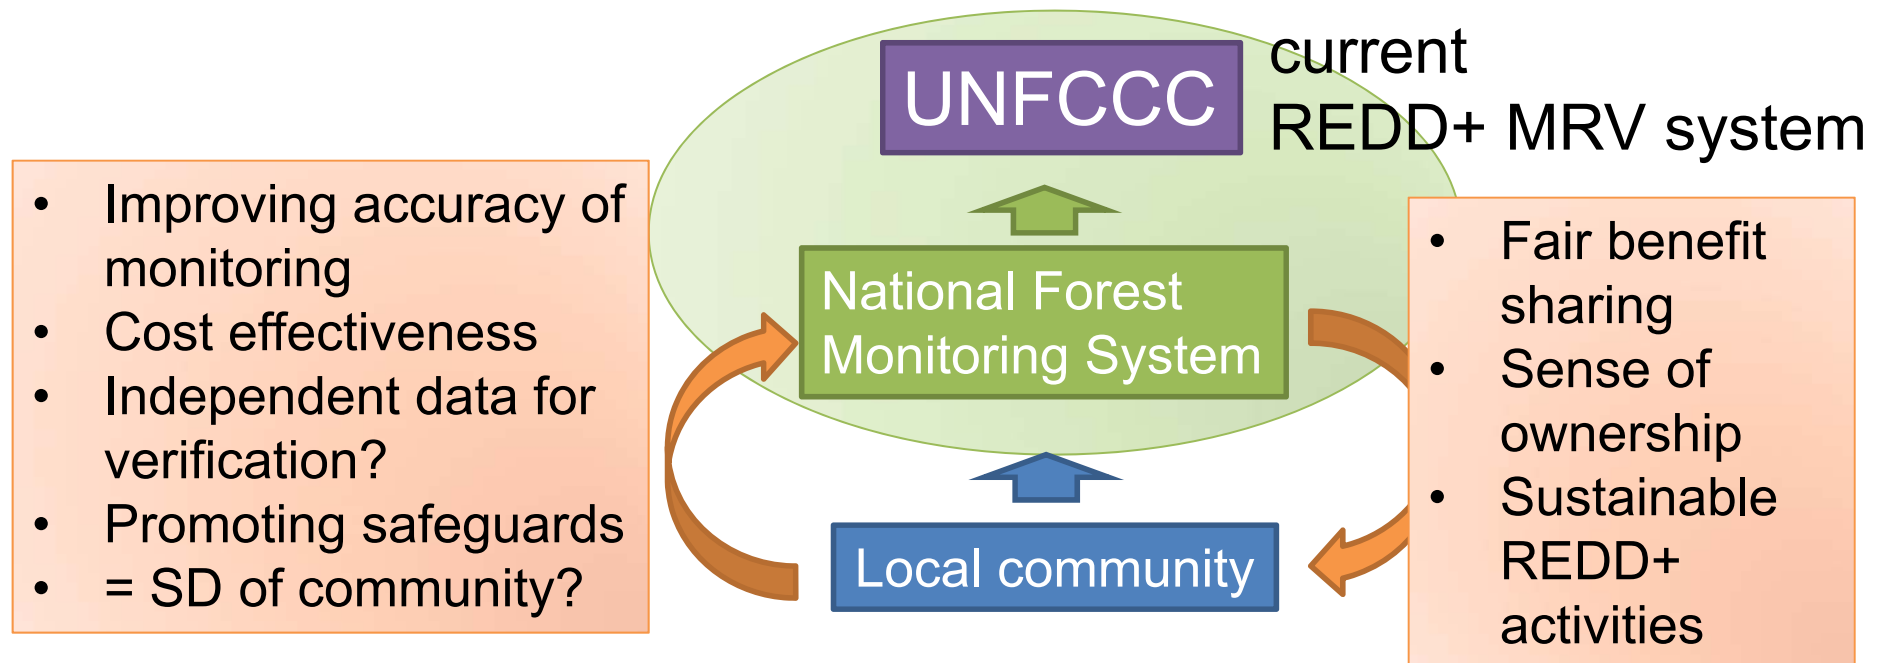 UNFCCC
current
REDD+ MRV system
• Improving accuracy of
monitoring
• Cost effectiveness
• Independent data for
verification?
• Promoting safeguards
• = SD of community?
National Forest
Monitoring System
Local community
• Fair benefit
sharing
• Sense of
ownership
• Sustainable
REDD+
activities